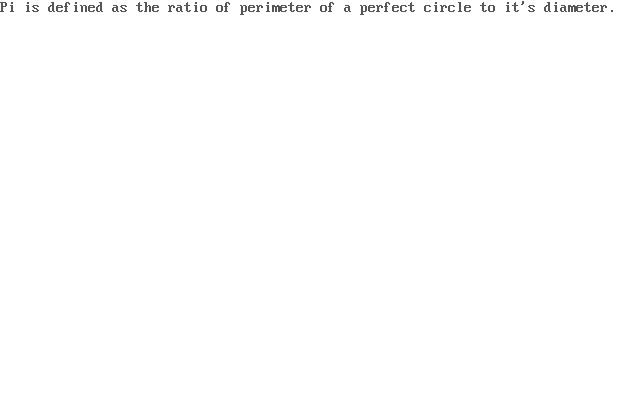 Pi is defined as the ratio of perimeter of a perfect circle to it's diameter.